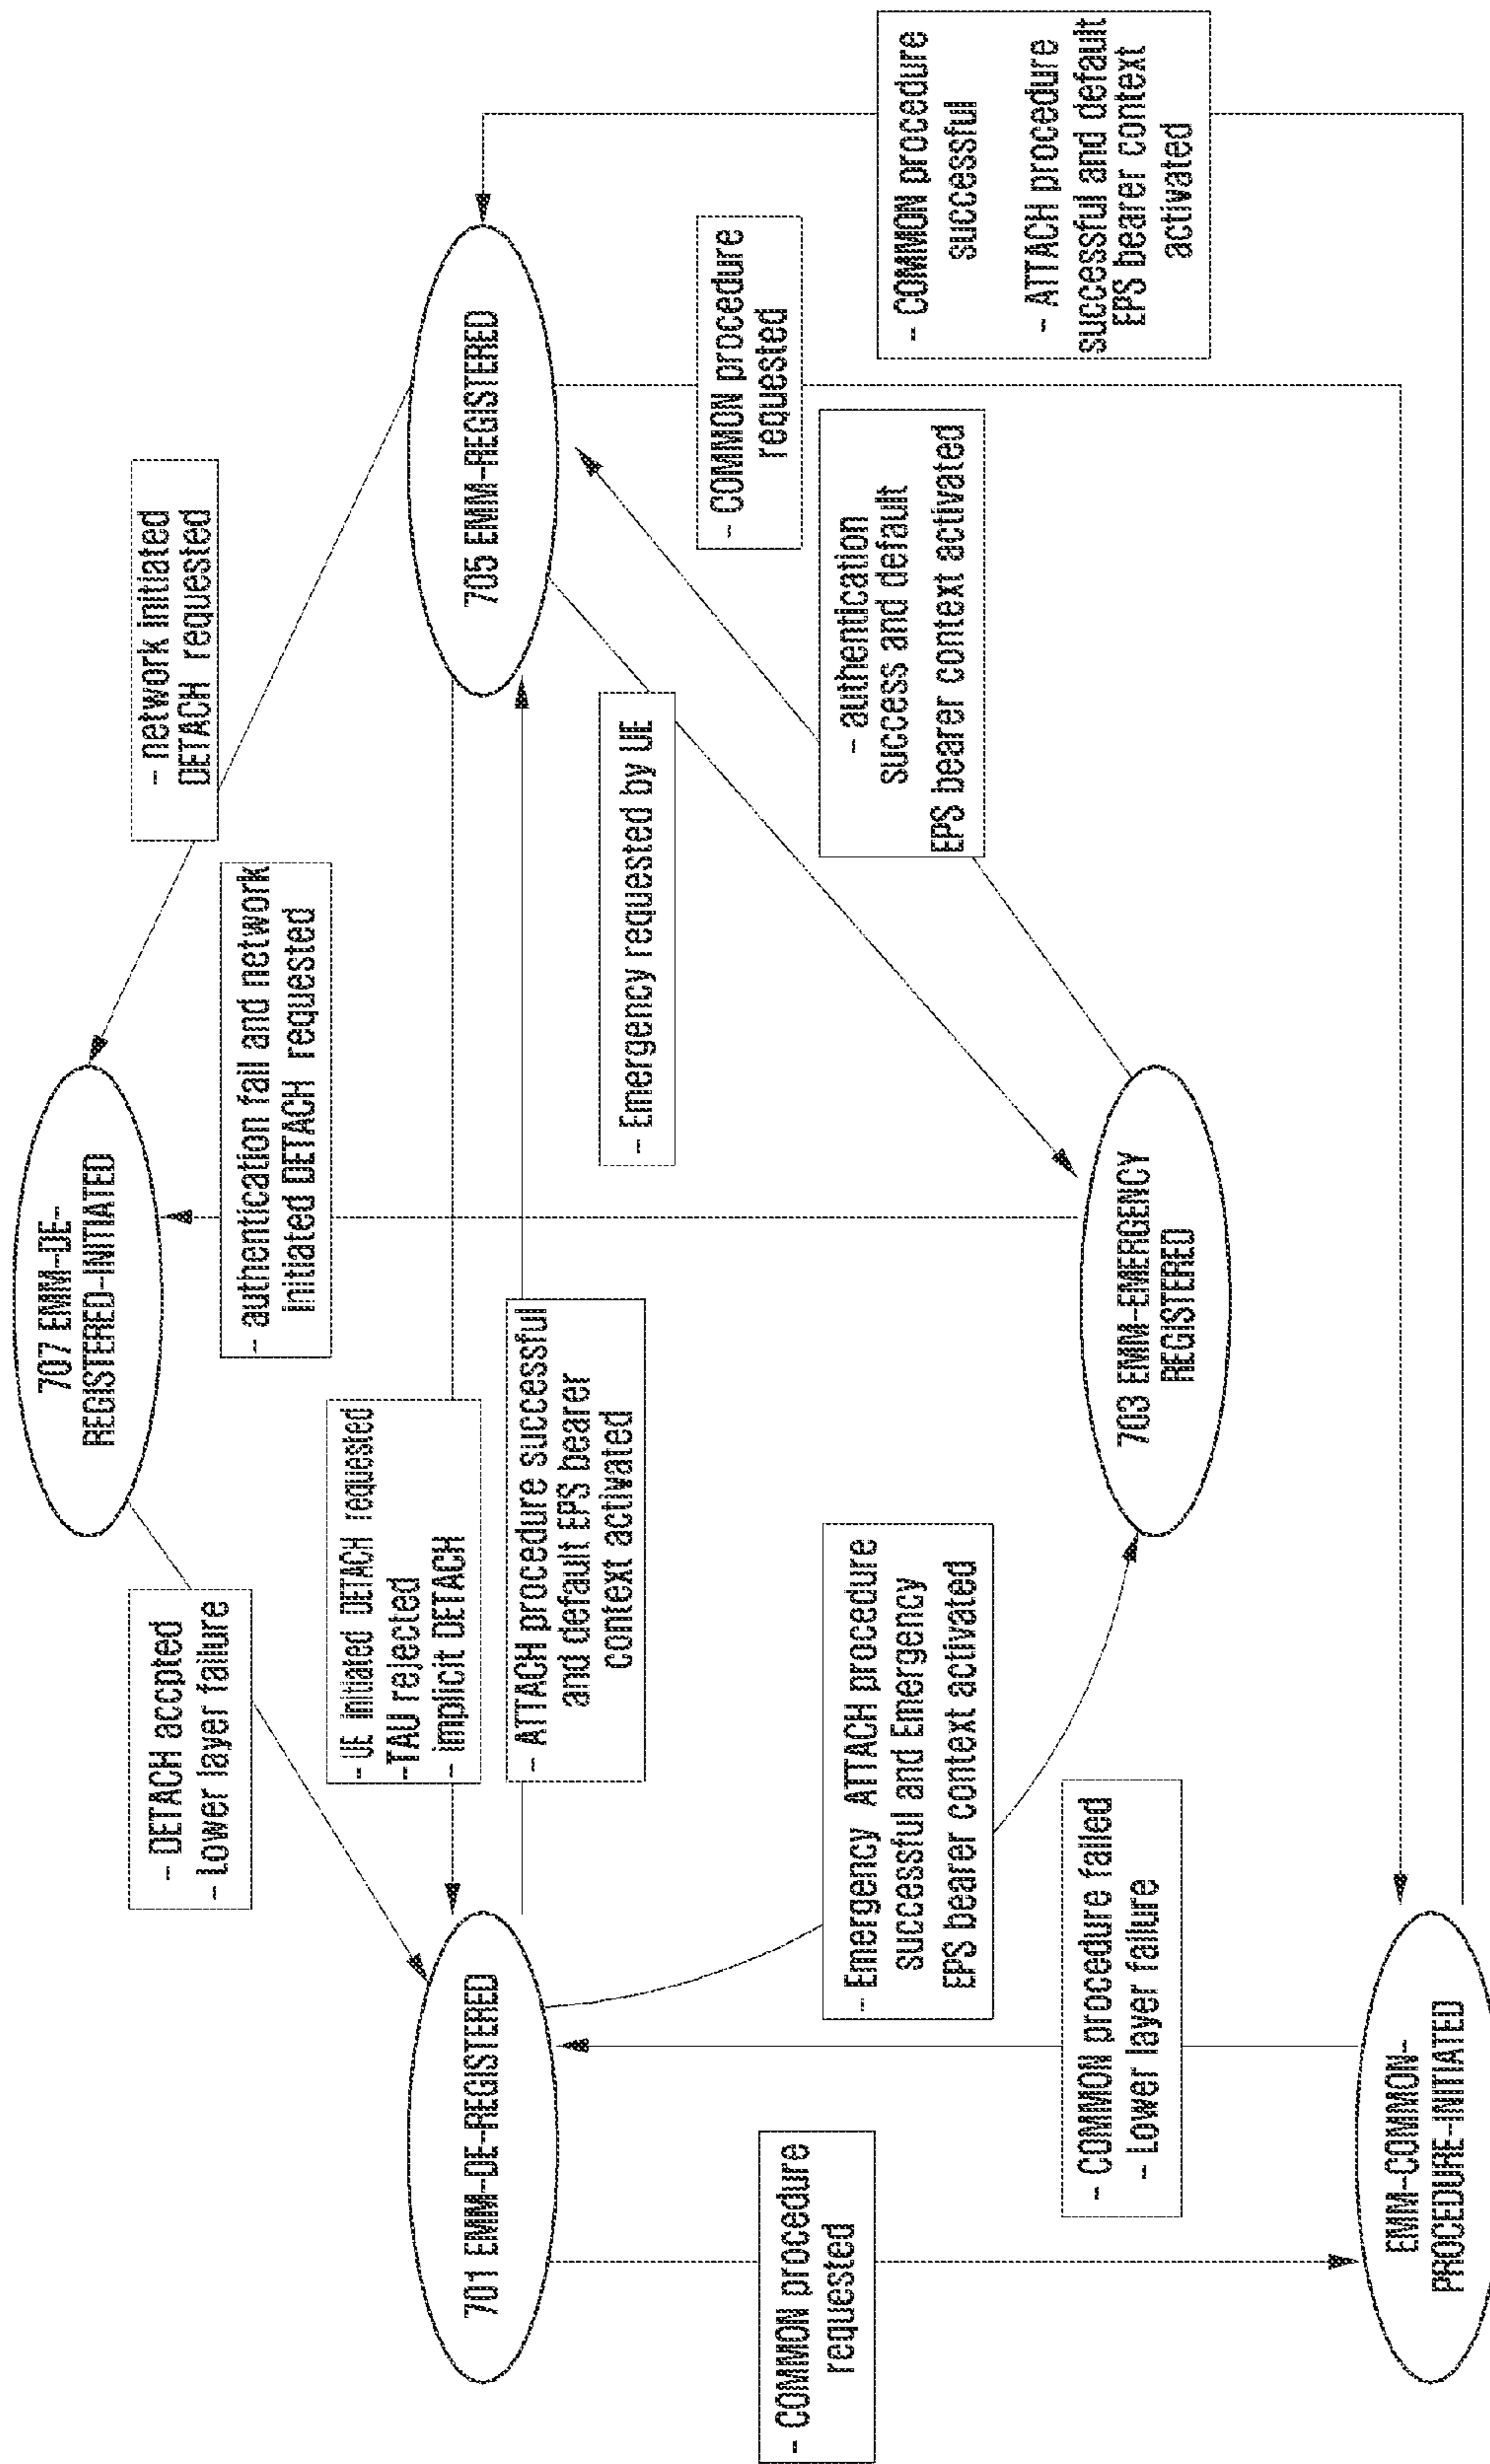 707 EMM-DE-
REGISTERED-INITIATED
- DETACH accpted
- Lower layer failure
- network initiated
DETACH requested
- authentication fail and network
initiated DETACH requested
- UE initiated DETACH requested
- TAU rejected
- implicit DETACH
701 EMM-DE-REGISTERED
705 EMM-REGISTERED
- ATTACH procedure successful
and default EPS bearer
context activated
- Emergency requested by UE
- COMMON procedure
requested
- COMMON procedure
requested
- Emergency ATTACH procedure
successful and Emergency
EPS bearer context activated
- authentication
success and default
EPS bearer context activated
- COMMON procedure
successful
- ATTACH procedure
successful and default
EPS bearer context
activated
- COMMON procedure failed
- Lower layer failure
703 EMM-EMERGENCY
REGISTERED
EMM-COMMON-
PROCEDURE-INITIATED